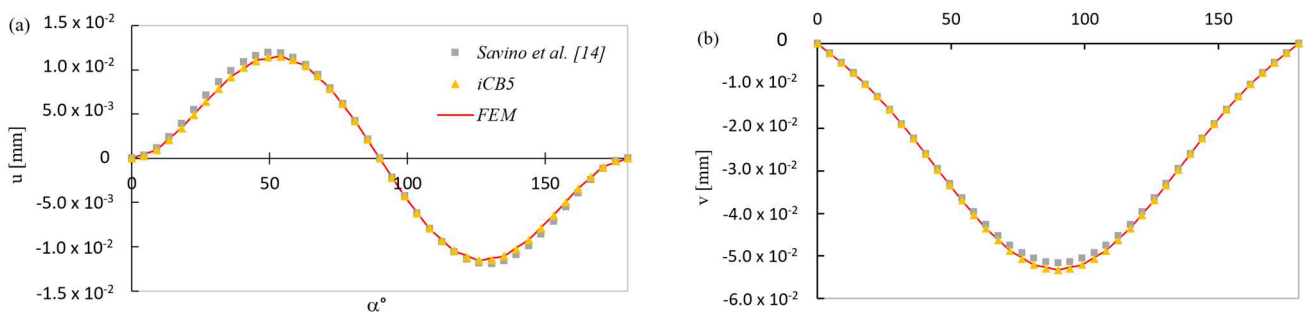 (a)
u [mm]
1.5 x 10⁻²
1.0 x 10⁻²
5.0 x 10⁻³
0
-5.0 x 10⁻³
-1.0 x 10⁻²
-1.5 x 10⁻²
0 50 100 150
α°
Savino et al. [14]
iCB5
FEM
(b)
v [mm]
0 50 100 150
0
-1.0 x 10⁻²
-2.0 x 10⁻²
-3.0 x 10⁻²
-4.0 x 10⁻²
-5.0 x 10⁻²
-6.0 x 10⁻²